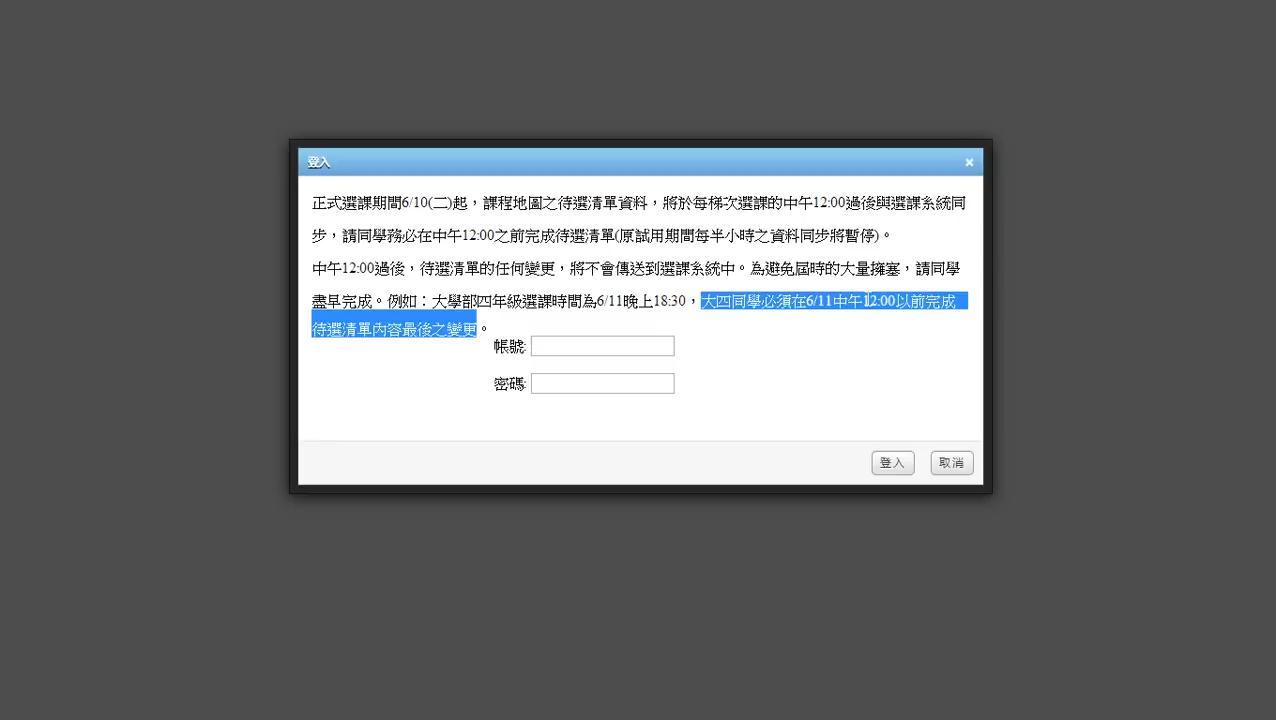 登入
正式選課期間6/10(二)起，課程地圖之待選清單資料，將於每梯次選課的中午12:00過後與選課系統同
步，請同學務必在中午12:00之前完成待選清單(原試用期間每半小時之資料同步將暫停)。
中午12:00過後，待選清單的任何變更，將不會傳送到選課系統中。為避免屆時的大量擁塞，請同學
盡早完成。例如：大學部四年級選課時間為6/11晚上18:30，大四同學必須在6/11中午12:00以前完成
待選清單內容最後之變更。
帳號:
密碼:
登入 取消